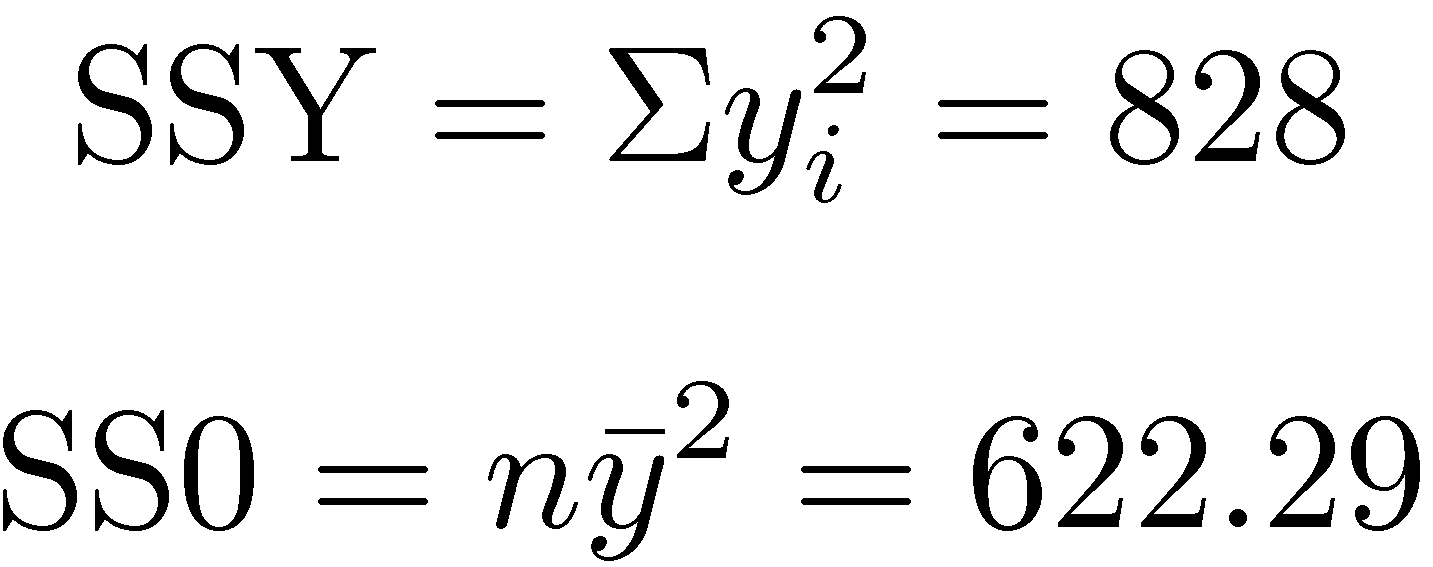 SSY = Σy_i^2 = 828
SS0 = nȳ^2 = 622.29